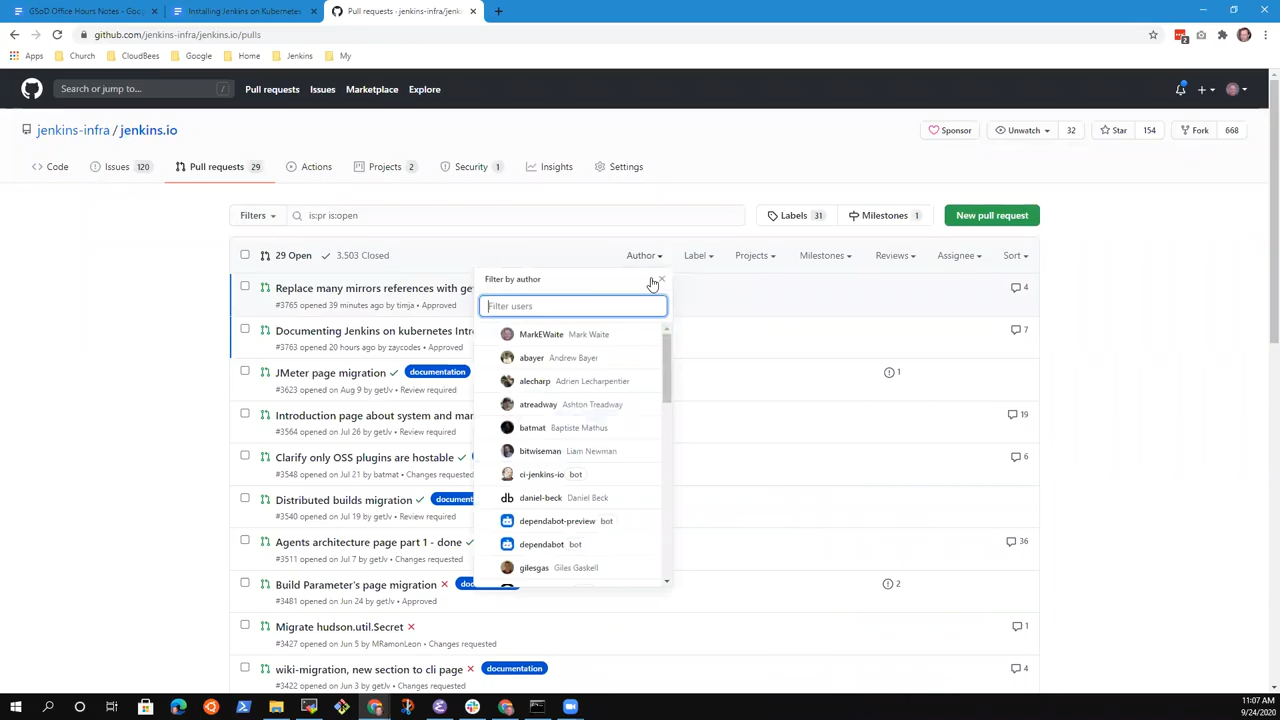 GSoD Office Hours Notes - Goog
Installing Jenkins on Kubernetes
Pull requests · jenkins-infra/jenk
github.com/jenkins-infra/jenkins.io/pulls
Apps
Church
CloudBees
Google
Home
Jenkins
My
Search or jump to...
/
Pull requests
Issues
Marketplace
Explore
jenkins-infra / jenkins.io
Sponsor
Unwatch
32
Star
154
Fork
668
Code
Issues 120
Pull requests 29
Actions
Projects 2
Security 1
Insights
Settings
Filters
is:pr is:open
Labels 31
Milestones 1
New pull request
29 Open
3,503 Closed
Author
Label
Projects
Milestones
Reviews
Assignee
Sort
Filter by author
Filter users
MarkEWaite Mark Waite
abayer Andrew Bayer
alecharp Adrien Lecharpentier
atreadway Ashton Treadway
batmat Baptiste Mathus
bitwiseman Liam Newman
ci-jenkins-io bot
daniel-beck Daniel Beck
dependabot-preview bot
dependabot bot
gilesgas Giles Gaskell
Replace many mirrors references with get
#3765 opened 39 minutes ago by timja • Approved
4
Documenting Jenkins on kubernetes Intr
#3763 opened 20 hours ago by zaycodes • Approved
7
JMeter page migration
documentation
#3623 opened on Aug 9 by getJv • Review required
1
Introduction page about system and mar
#3564 opened on Jul 26 by getJv • Review required
19
Clarify only OSS plugins are hostable
#3548 opened on Jul 21 by batmat • Changes requested
6
Distributed builds migration
document
#3540 opened on Jul 19 by getJv • Review required
Agents architecture page part 1 - done
#3511 opened on Jul 7 by getJv • Changes requested
36
Build Parameter's page migration
doc
#3481 opened on Jun 24 by getJv • Approved
2
Migrate hudson.util.Secret
#3427 opened on Jun 5 by MRamonLeon • Changes requested
1
wiki-migration, new section to cli page
documentation
#3422 opened on Jun 3 by getJv • Changes requested
4
11:07 AM
9/24/2020